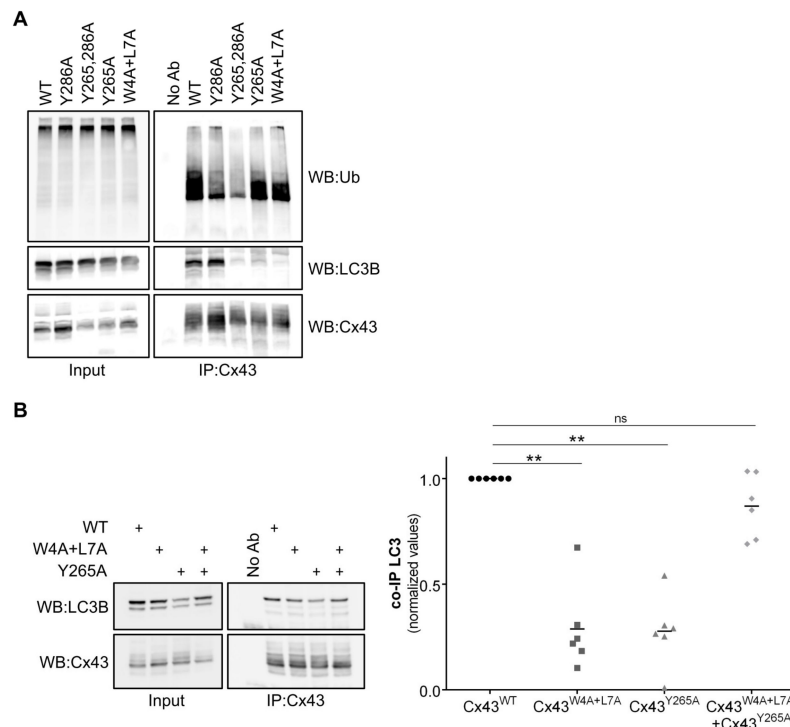 A
WT
Y286A
Y265,286A
Y265A
W4A+L7A
No Ab
WT
Y286A
Y265,286A
Y265A
W4A+L7A
WB:Ub
WB:LC3B
WB:Cx43
Input
IP:Cx43
B
WT + +
W4A+L7A + + + +
Y265A + + No Ab + +
WB:LC3B
WB:Cx43
Input
IP:Cx43
ns
**
**
co-IP LC3
(normalized values)
1.0
0.5
0.0
Cx43WT
Cx43W4A+L7A
Cx43Y265A
Cx43W4A+L7A
+Cx43Y265A